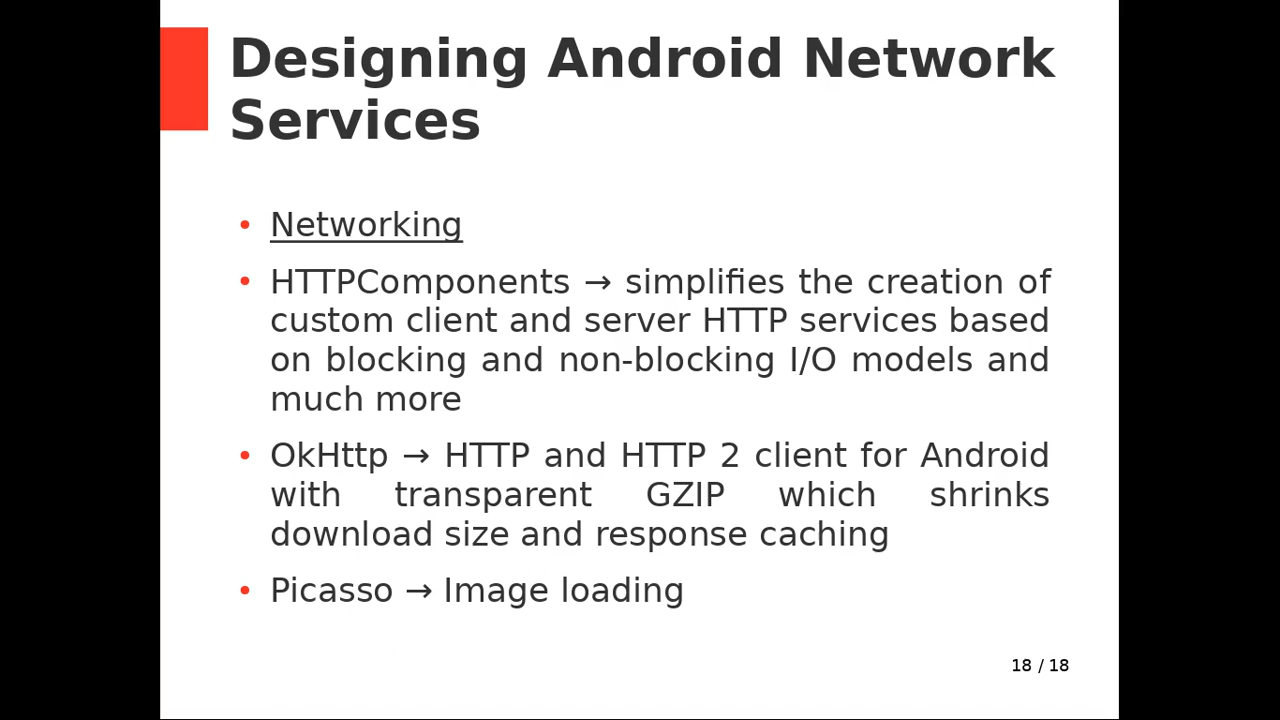 Designing Android Network
Services
• Networking
• HTTPComponents → simplifies the creation of
custom client and server HTTP services based
on blocking and non-blocking I/O models and
much more
• OkHttp → HTTP and HTTP 2 client for Android
with transparent GZIP which shrinks
download size and response caching
• Picasso → Image loading
18 / 18